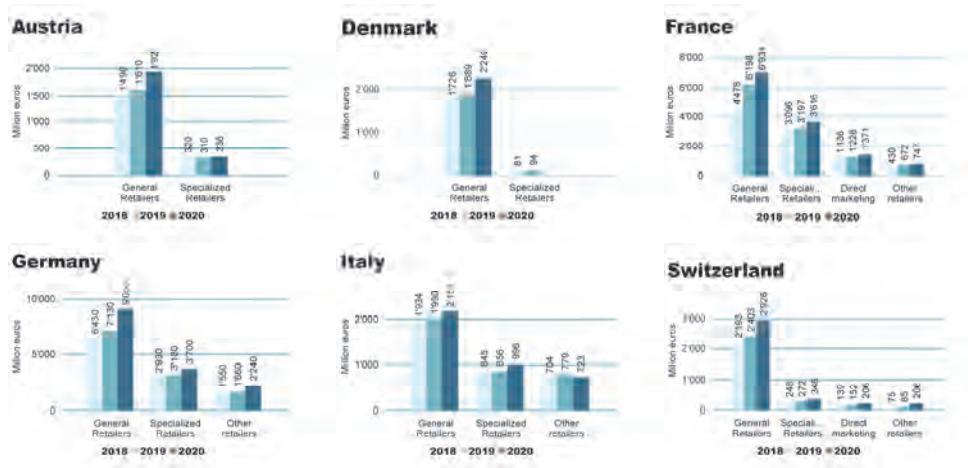 Austria
Million euros
2'000
1'500
1'000
500
0
1'490
1'610
320
310
236
General Retailers
Specialized Retailers
2018 2019 2020
Denmark
Million euros
2'000
1'000
0
1'726
1'889
81
94
General Retailers
Specialized Retailers
2018 2019 2020
France
Million euros
8'000
6'000
4'000
2'000
0
4'478
6'198
6'931
3'096
3'197
3'616
1'136
1'228
1'371
430
672
747
General Retailers
Speciali... Retailers
Direct marketing
Other retailers
2018 2019 2020
Germany
Million euros
10'000
5'000
0
6'430
7'130
2'930
3'180
3'700
1'550
1'660
2'240
General Retailers
Specialized Retailers
Other retailers
2018 2019 2020
Italy
Million euros
2'000
1'000
0
1'934
1'990
845
856
996
704
779
723
General Retailers
Specialized Retailers
Other retailers
2018 2019 2020
Switzerland
Million euros
3'000
2'000
1'000
0
2'193
2'403
2'926
248
272
346
139
152
206
75
85
206
General Retailers
Speciali... Retailers
Direct marketing
Other retailers
2018 2019 2020